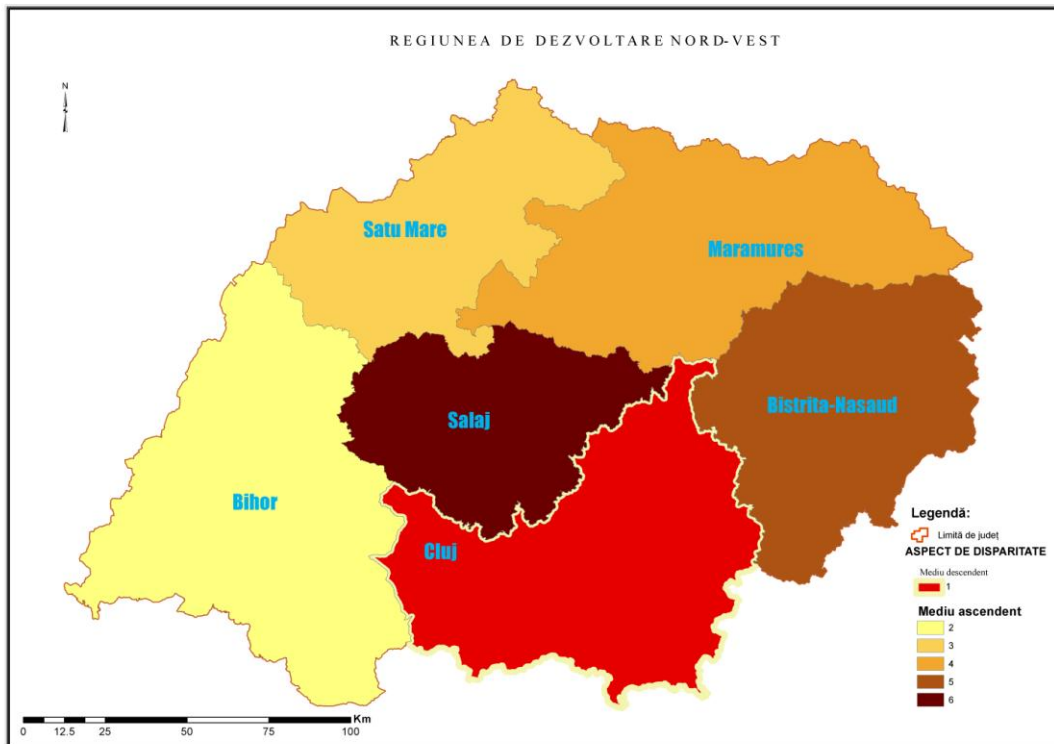 REGIUNEA DE DEZVOLTARE NORD-VEST
N
Satu Mare
Maramures
Salaj
Bistrita-Nasaud
Bihor
Cluj
Legendă:
Limită de județ
ASPECT DE DISPARITATE
Mediu descendent
1
Mediu ascendent
2
3
4
5
6
Km
0 12.5 25 50 75 100